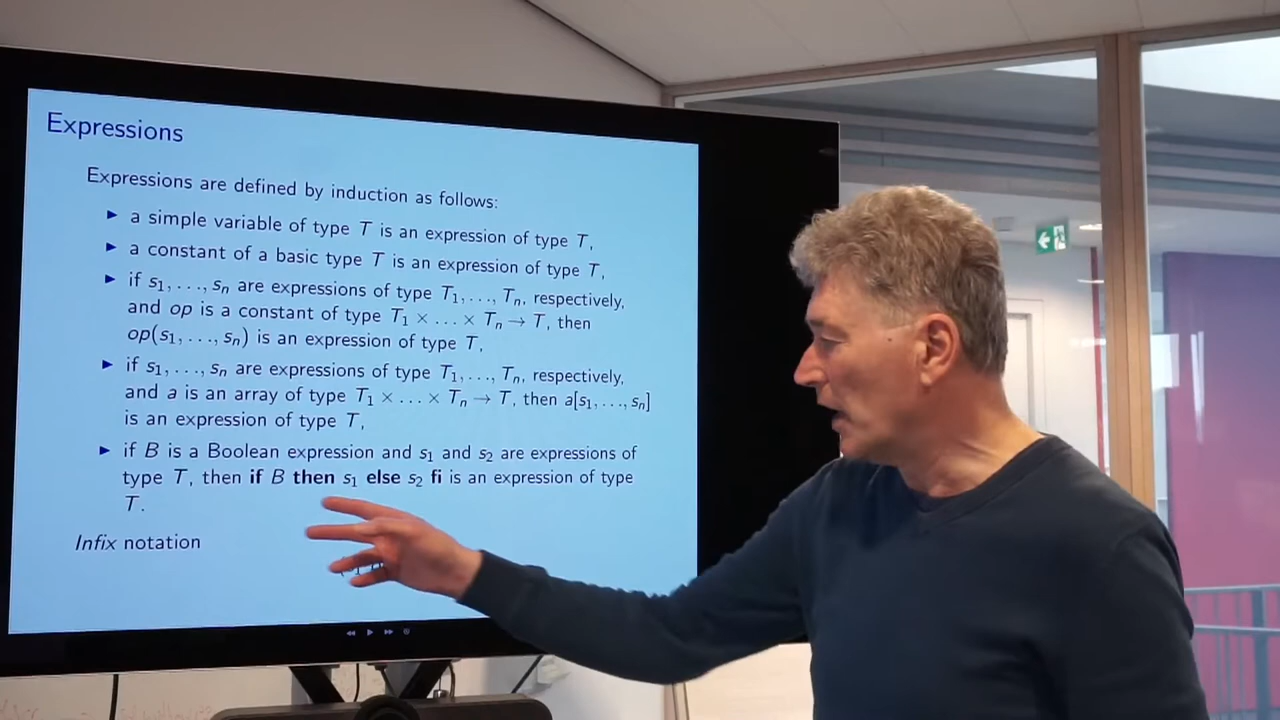 Expressions
Expressions are defined by induction as follows:
▶ a simple variable of type T is an expression of type T,
▶ a constant of a basic type T is an expression of type T,
▶ if s₁, . . . , sₙ are expressions of type T₁, . . . , Tₙ, respectively,
and op is a constant of type T₁ × . . . × Tₙ → T, then
op(s₁, . . . , sₙ) is an expression of type T,
▶ if s₁, . . . , sₙ are expressions of type T₁, . . . , Tₙ, respectively,
and a is an array of type T₁ × . . . × Tₙ → T, then a[s₁, . . . , sₙ]
is an expression of type T,
▶ if B is a Boolean expression and s₁ and s₂ are expressions of
type T, then if B then s₁ else s₂ fi is an expression of type
T.
Infix notation